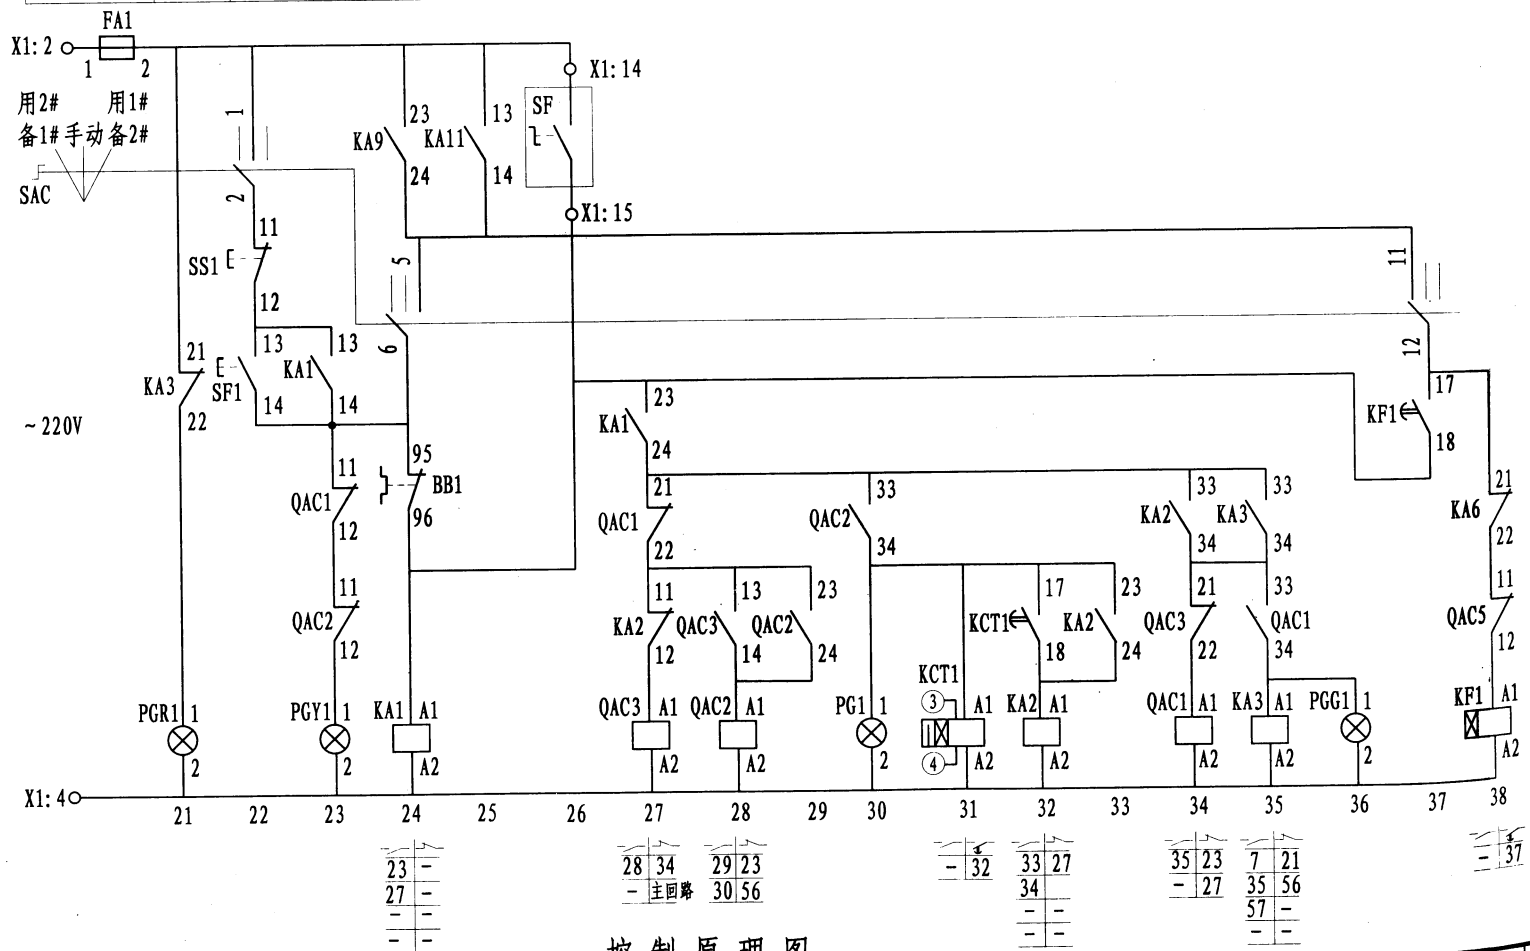 FA1
X1:2
1 2
X1:14
用2# 用1#
备1# 手动 备2#
SAC
1
2
23
KA9
24
13
KA11
14
SF
X1:15
11
SS1
12
5
6
11
12
21
KA3
22
13
SF1
14
13
KA1
14
~220V
95
BB1
96
11
QAC1
12
11
QAC2
12
23
KA1
24
21
QAC1
22
11
KA2
12
13
QAC3
14
23
QAC2
24
33
QAC2
34
17
KCT1
18
23
KA2
24
33
KA2
34
33
KA3
34
21
QAC3
22
33
QAC1
34
17
KF1
18
21
KA6
22
11
QAC5
12
PGR1 1
2
PGY1 1
2
KA1 A1
A2
QAC3 A1
A2
QAC2 A1
A2
PG1 1
2
KCT1
3
4
A1
A2
KA2 A1
A2
QAC1 A1
A2
KA3 A1
A2
PGG1 1
2
KF1 A1
A2
X1:4
21 22 23 24 25 26 27 28 29 30 31 32 33 34 35 36 37 38
23 -
27 -
- -
- -
28 34
- 主回路
29 23
30 56
- 32
33 27
34
- -
- -
35 23
- 27
7 21
35 56
57 -
- -
- 37
控制原理图